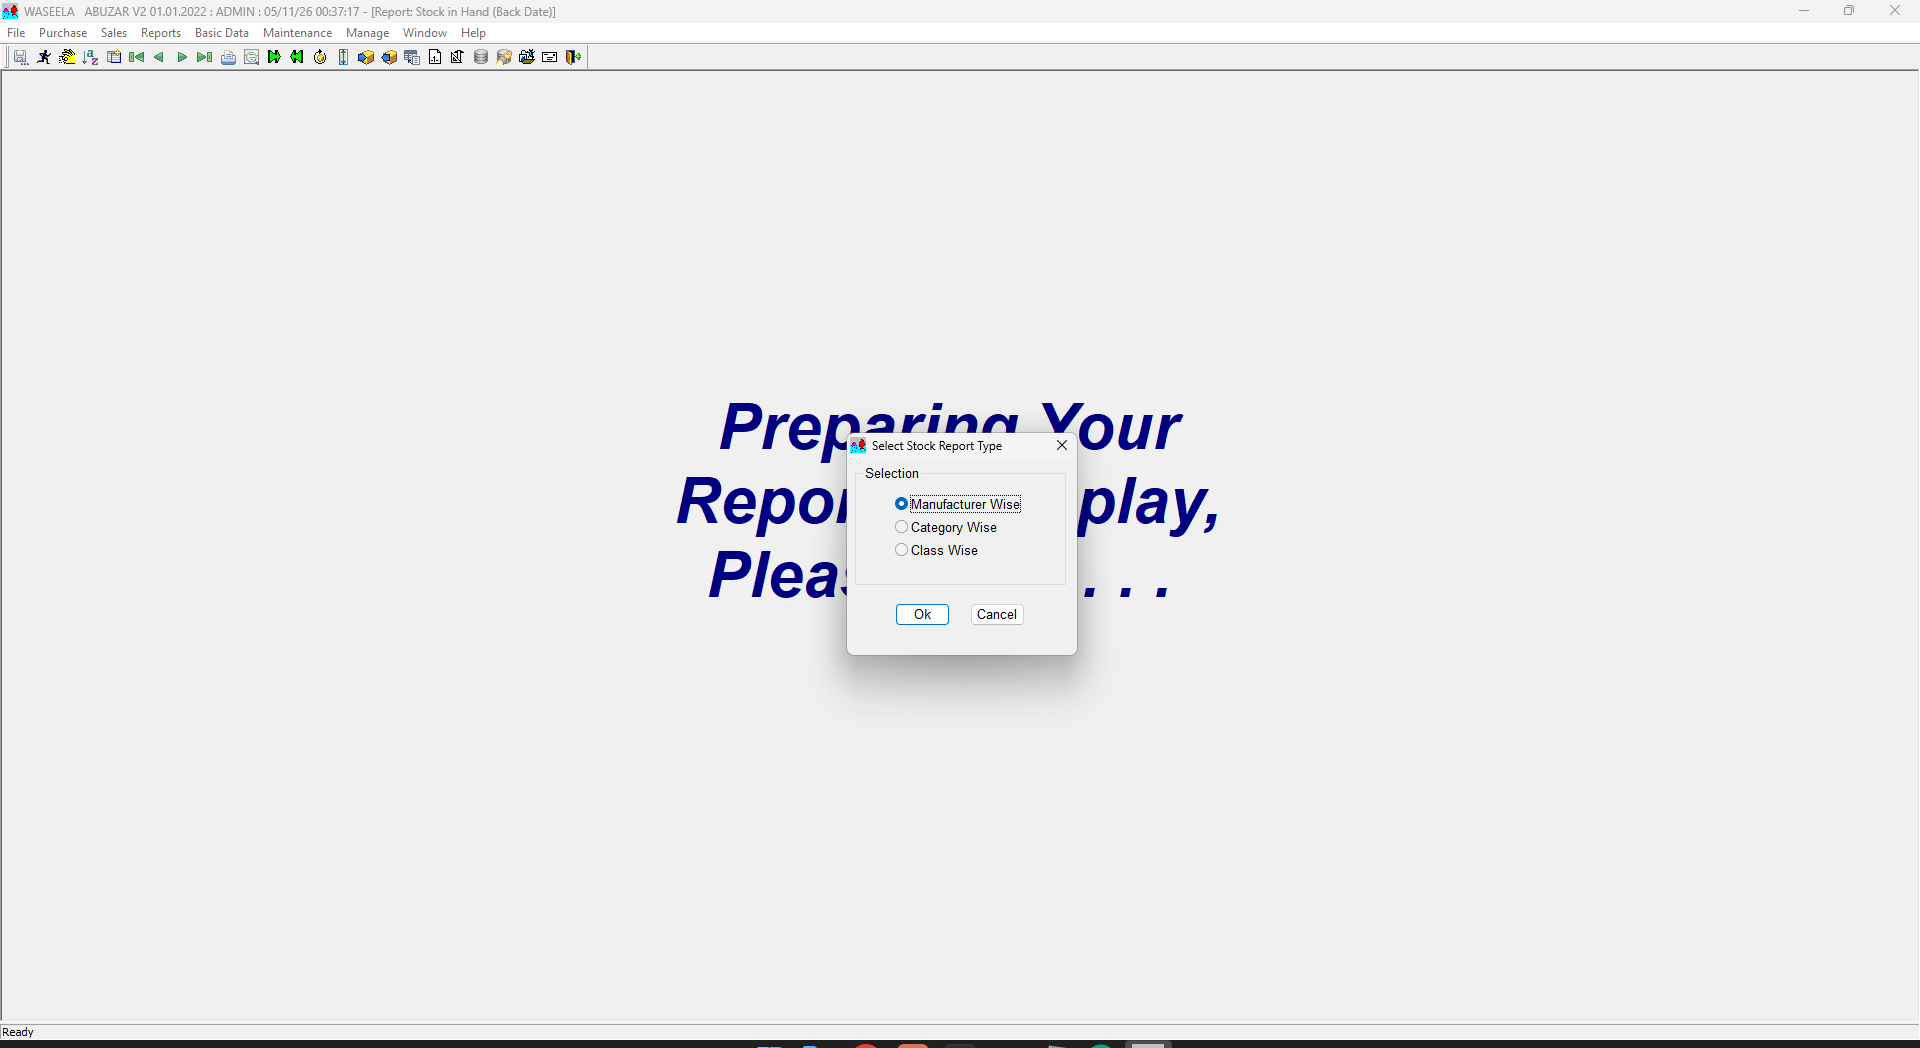 WASEELA ABUZAR V2 01.01.2022 : ADMIN : 05/11/26 00:37:17 - [Report: Stock in Hand (Back Date)]
File Purchase Sales Reports Basic Data Maintenance Manage Window Help
Preparing Your
Select Stock Report Type
Selection
Manufacturer Wise
Category Wise
Class Wise
Ok Cancel
Ready